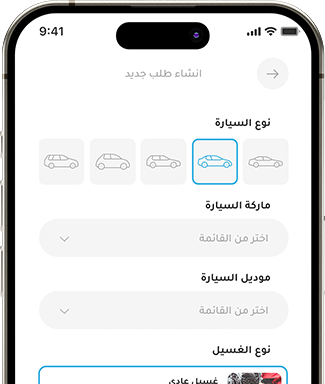 9:41
انشاء طلب جديد
نوع السيارة
ماركة السيارة
اختر من القائمة
موديل السيارة
اختر من القائمة
نوع الغسيل
غسيل عادي